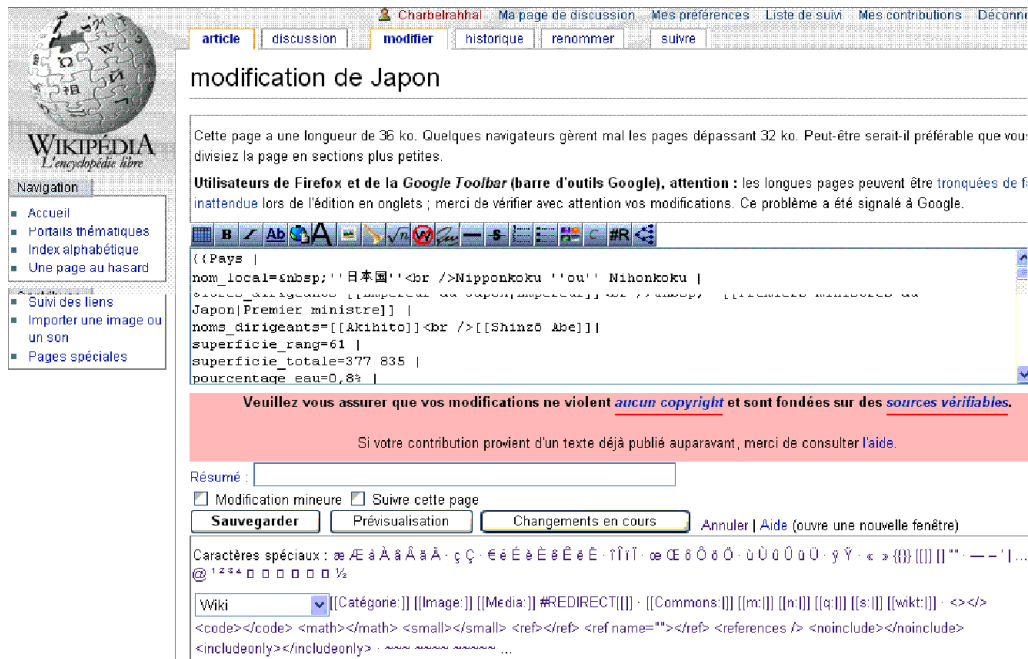 Charbelrahhal Ma page de discussion Mes préférences Liste de suivi Mes contributions
article discussion modifier historique renommer suivre
modification de Japon
WIKIPEDIA
L'encyclopédie libre
Navigation
Accueil
Portails thématiques
Index alphabétique
Une page au hasard
Suivi des liens
Importer une image ou
un son
Pages spéciales
Cette page a une longueur de 36 ko. Quelques navigateurs gèrent mal les pages dépassant 32 ko. Peut-être serait-il préférable que vous
divisiez la page en sections plus petites.
Utilisateurs de Firefox et de la Google Toolbar (barre d'outils Google), attention : les longues pages peuvent être tronquées de
inattendue lors de l'édition en onglets ; merci de vérifier avec attention vos modifications. Ce problème a été signalé à Google.
{{Pays |
nom_local=&nbsp;''日本国''<br />Nipponkoku ''ou'' Nihonkoku |
Japon|Premier ministre]] |
noms_dirigeants=[[Akihito]]<br />[[Shinzō Abe]]|
superficie_rang=61 |
superficie_totale=377 835 |
pourcentage_eau=0,8% |
Veuillez vous assurer que vos modifications ne violent aucun copyright et sont fondées sur des sources vérifiables.
Si votre contribution provient d'un texte déjà publié auparavant, merci de consulter l'aide.
Résumé :
Modification mineure Suivre cette page
Sauvegarder Prévisualisation Changements en cours Annuler | Aide (ouvre une nouvelle fenêtre)
Caractères spéciaux :
Wiki [[Catégorie:]] [[Image:]] [[Media:]] #REDIRECT[[]] · [[Commons:|]] [[m:|]] [[n:|]] [[q:|]] [[s:|]] [[wikt:|]] · <></>
<code></code> <math></math> <small></small> <ref></ref> <ref name=""></ref> <references /> <noinclude></noinclude>
<includeonly></includeonly> · ~~~ ~~~~ ~~~~~ ...